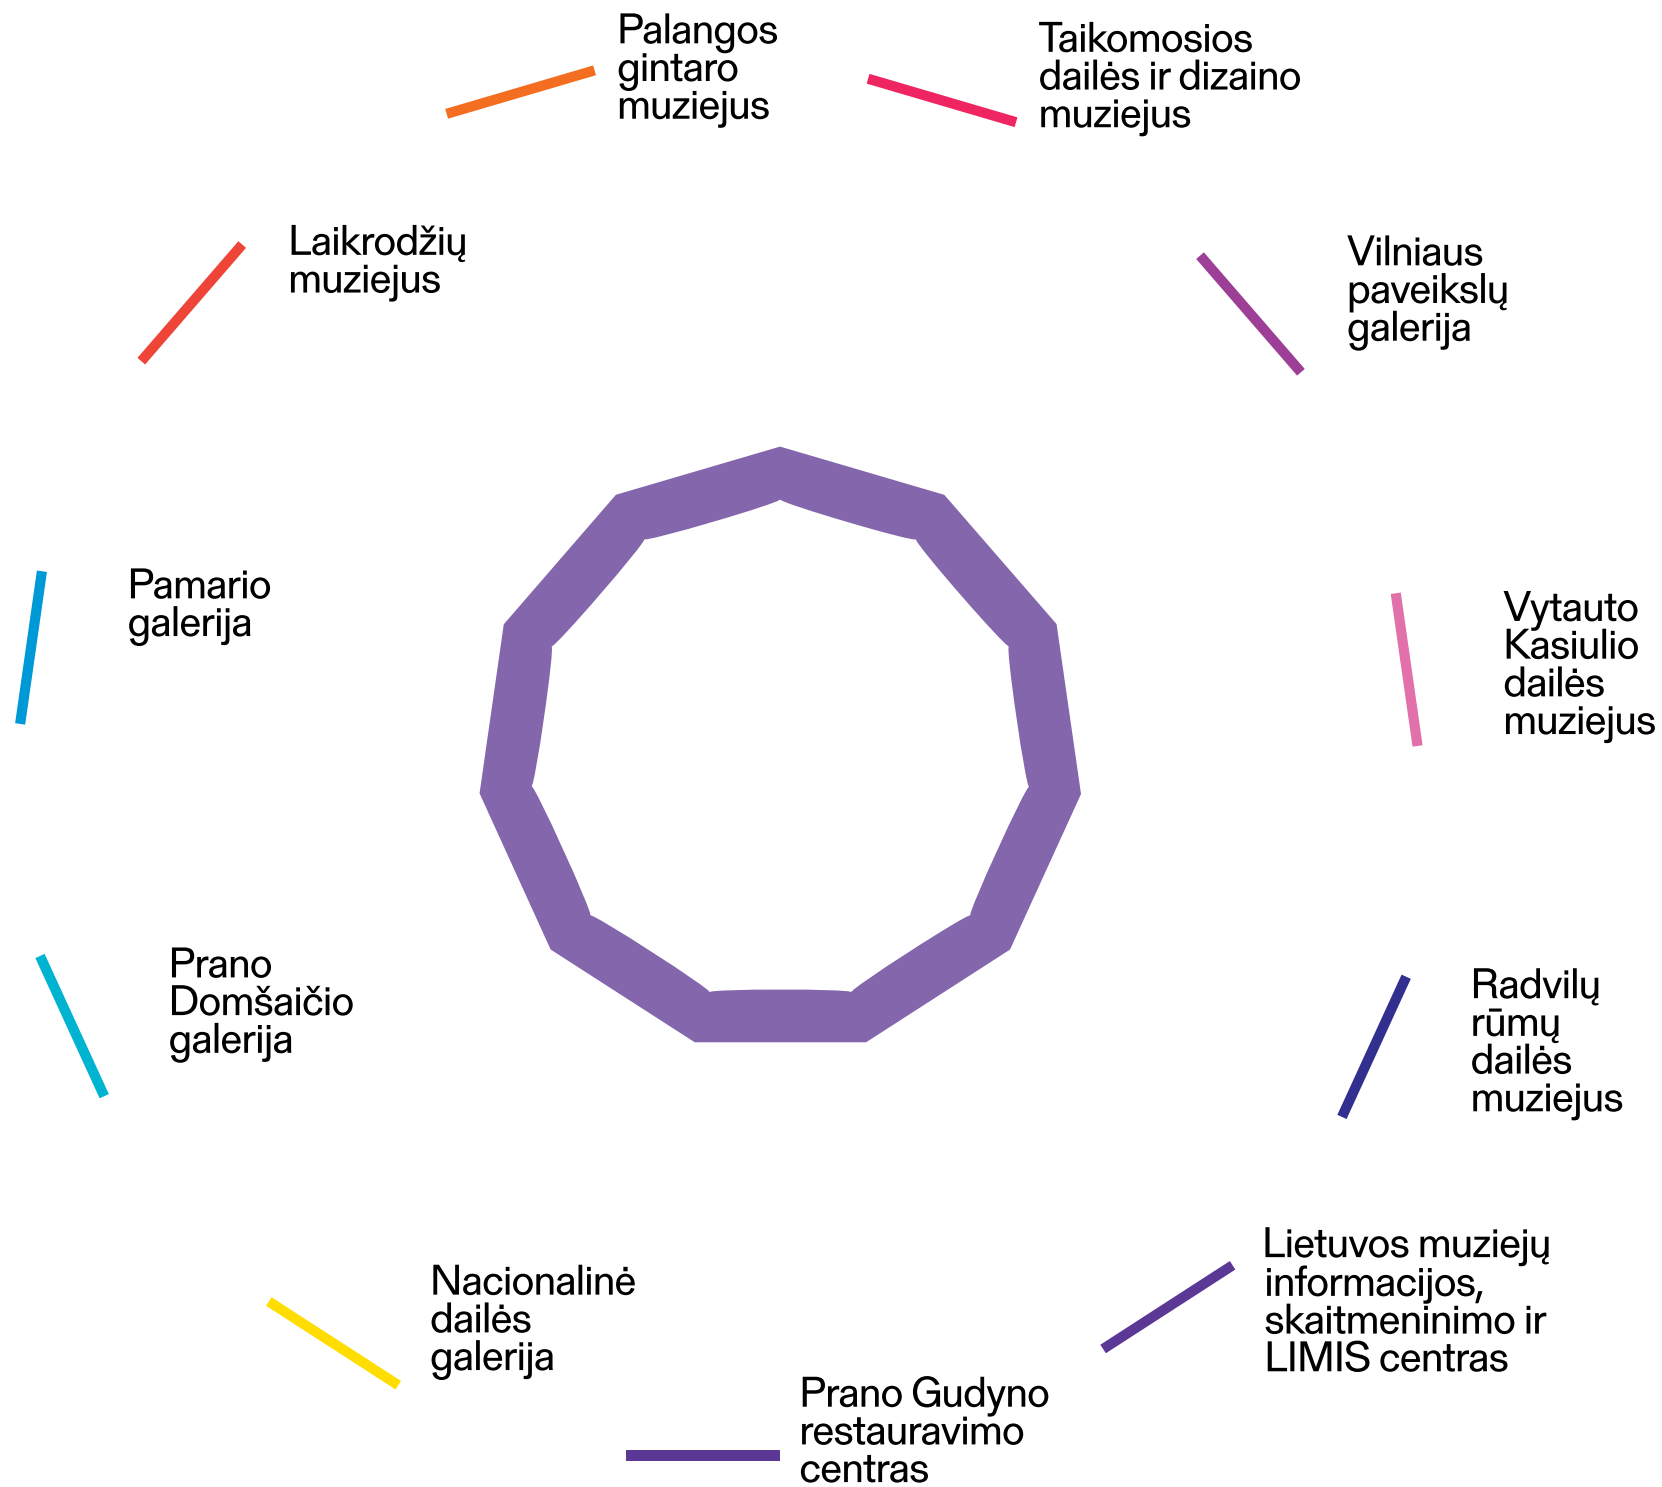 Palangos
gintaro
muziejus
Taikomosios
dailės ir dizaino
muziejus
Laikrodžių
muziejus
Vilniaus
paveikslų
galerija
Pamario
galerija
Vytauto
Kasiulio
dailės
muziejus
Prano
Domšaičio
galerija
Radvilų
rūmų
dailės
muziejus
Nacionalinė
dailės
galerija
Lietuvos muziejų
informacijos,
skaitmeninimo ir
LIMIS centras
Prano Gudyno
restauravimo
centras